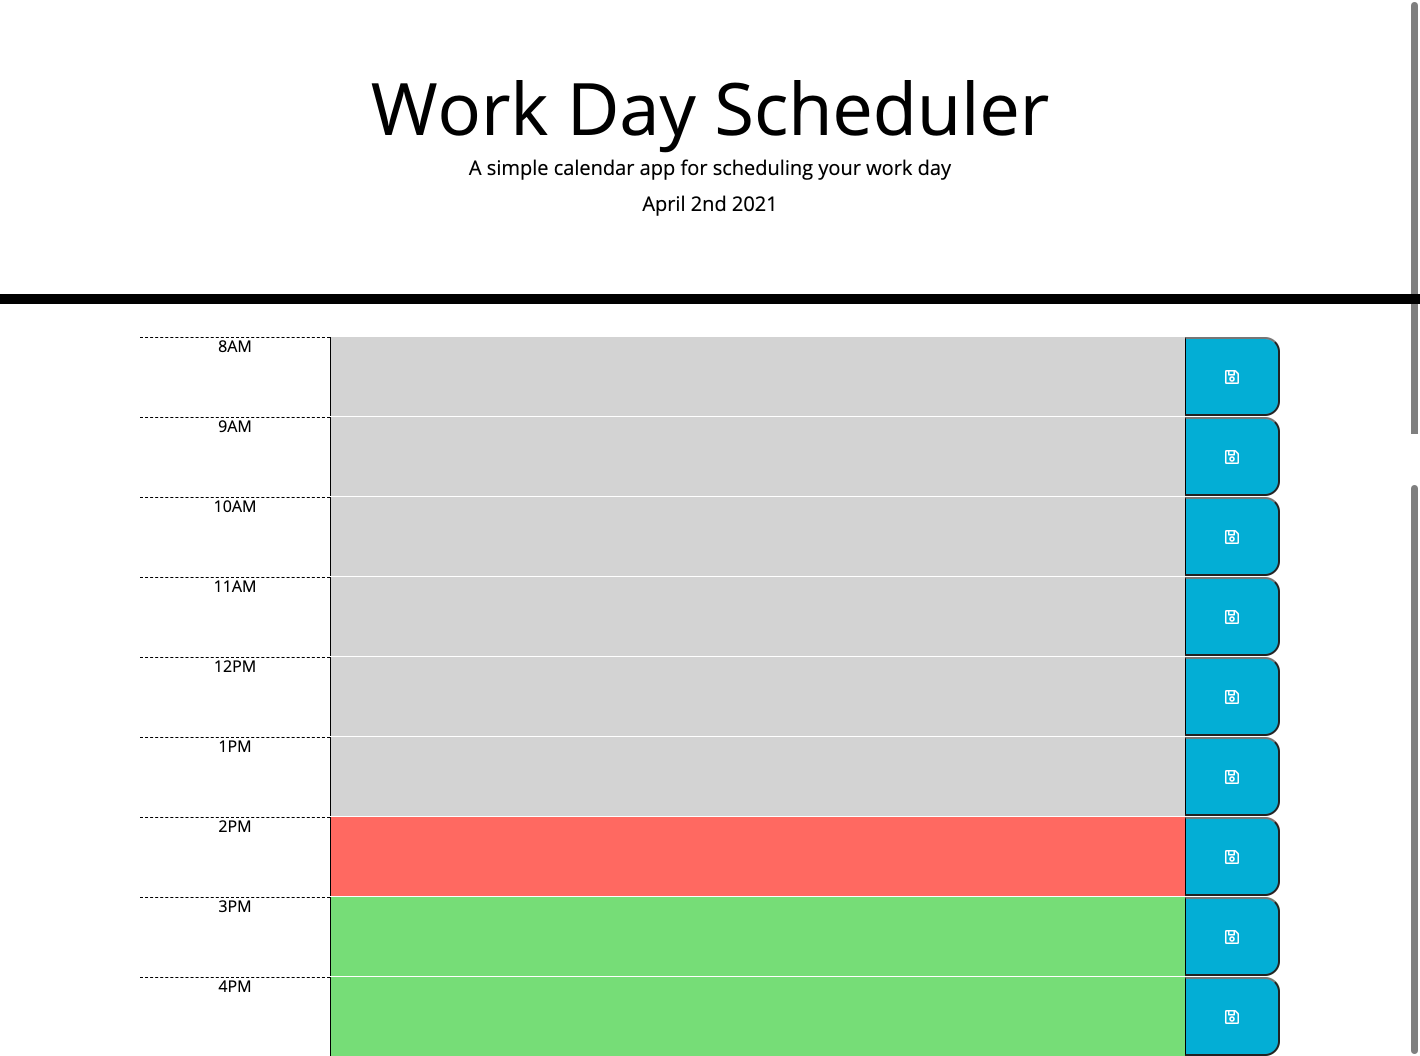 Work Day Scheduler
A simple calendar app for scheduling your work day
April 2nd 2021
8AM
9AM
10AM
11AM
12PM
1PM
2PM
3PM
4PM